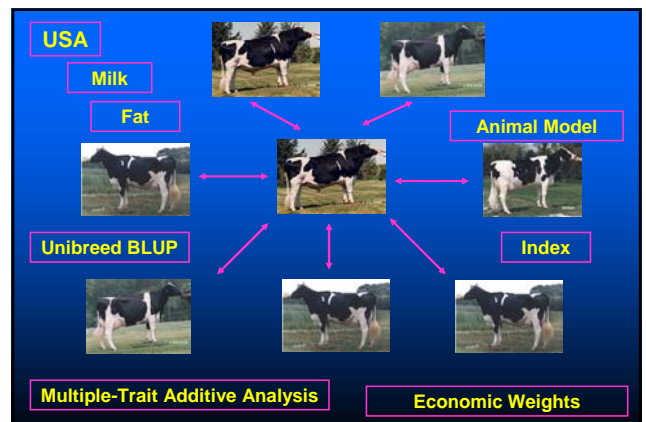 USA
Milk
Fat
Animal Model
Unibreed BLUP
Index
Multiple-Trait Additive Analysis
Economic Weights